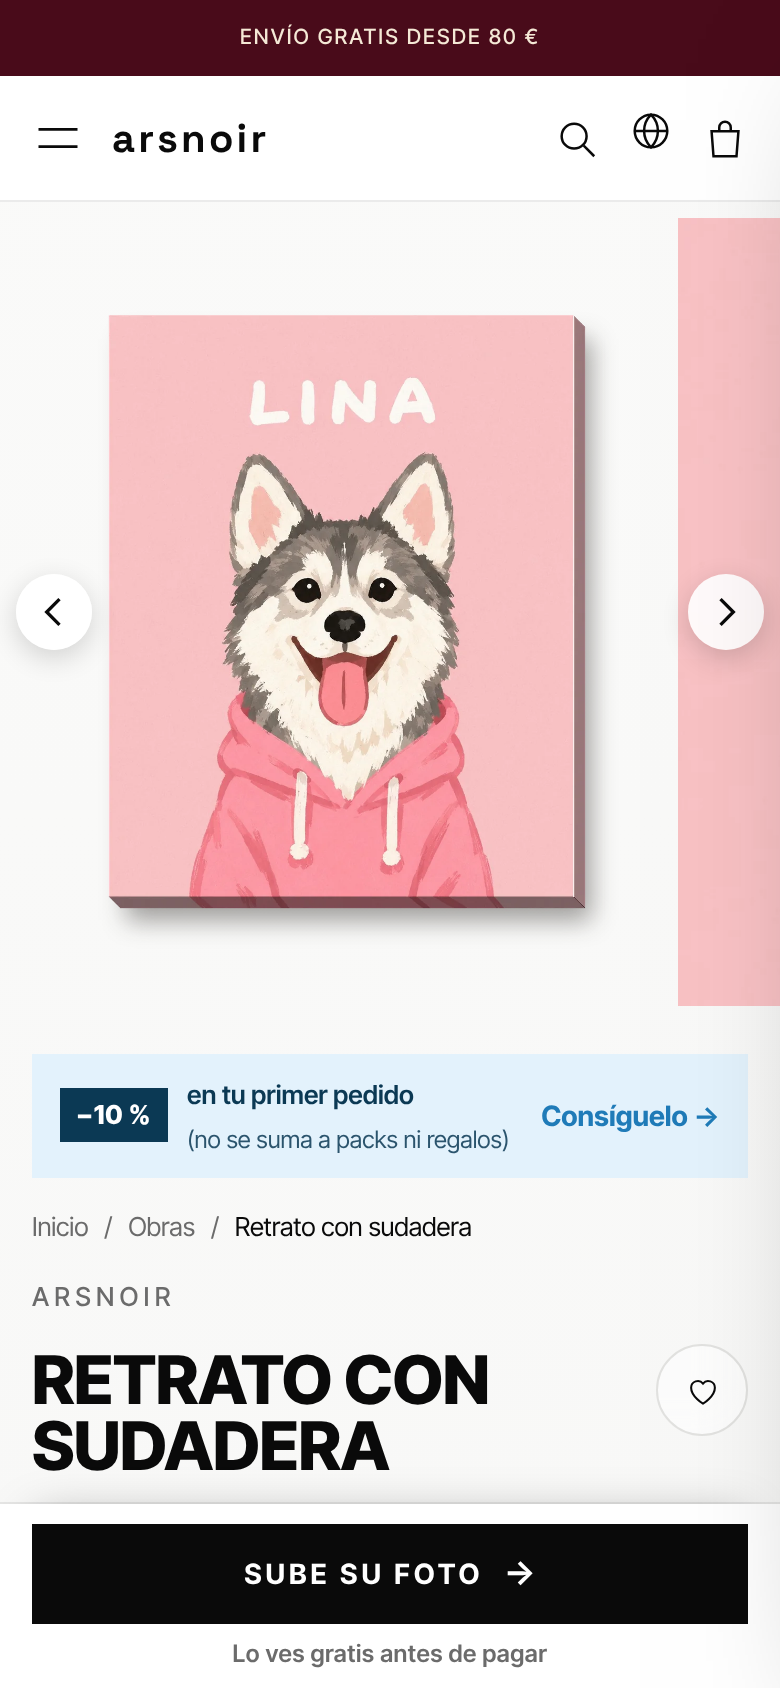 ENVÍO GRATIS DESDE 80 €
arsnoir
LINA
–10 %
en tu primer pedido
(no se suma a packs ni regalos)
Consíguelo →
Inicio / Obras / Retrato con sudadera
ARSNOIR
RETRATO CON
SUDADERA
SUBE SU FOTO →
Lo ves gratis antes de pagar